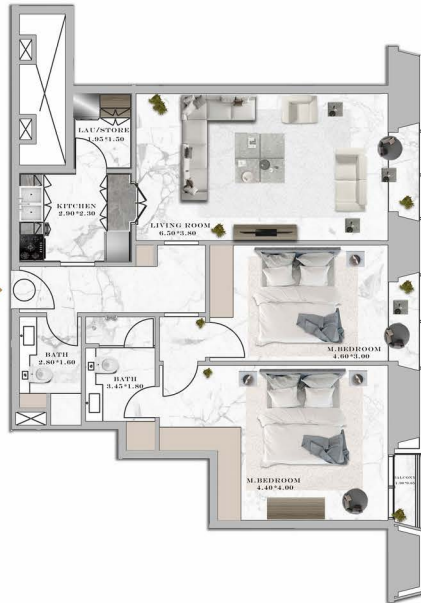 LAU/STORE
1.95*1.50
KITCHEN
2.90*2.30
LIVING ROOM
6.50*3.80
BATH
2.80*1.60
BATH
3.45*1.80
M.BEDROOM
4.60*3.00
M.BEDROOM
4.40*4.00
BALCONY